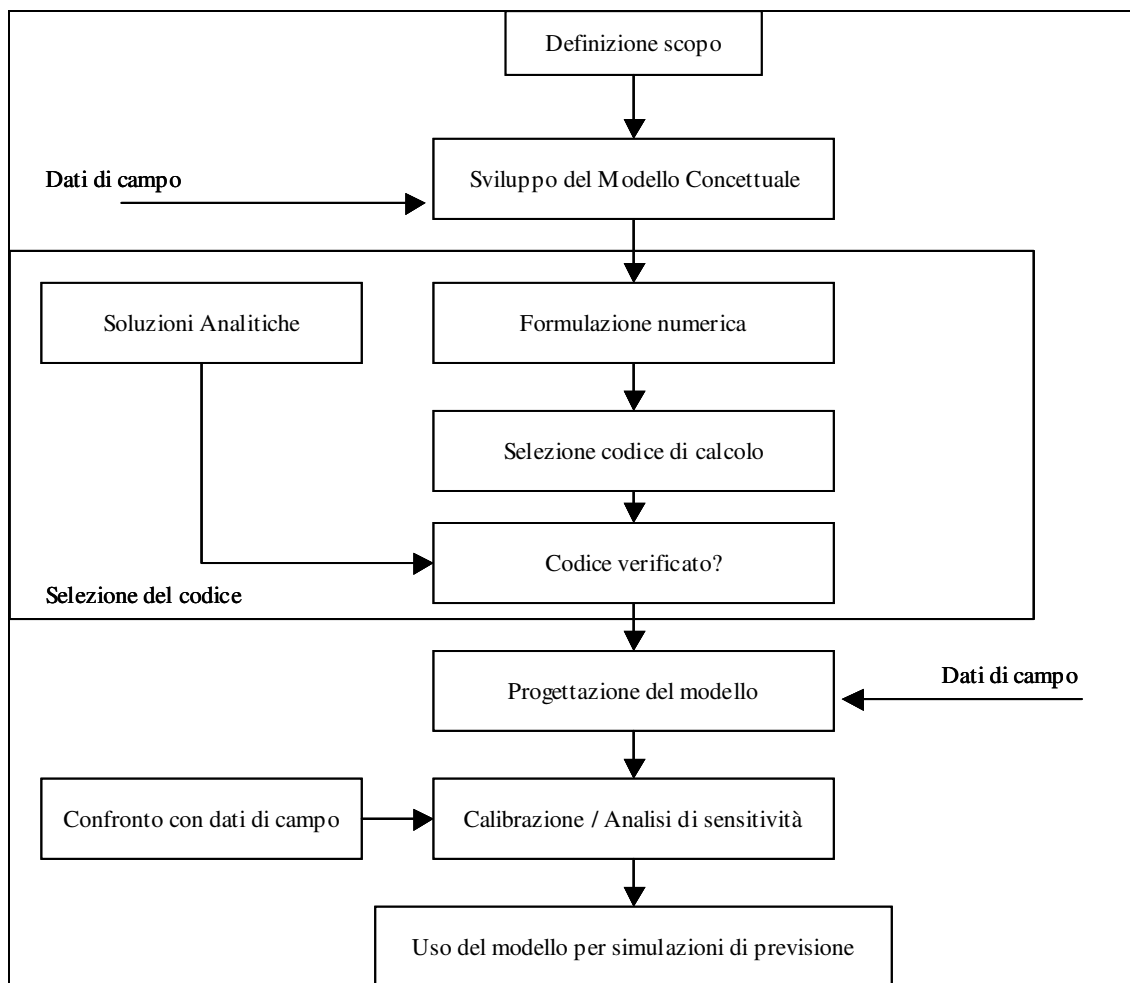 Definizione scopo
Dati di campo
Sviluppo del Modello Concettuale
Soluzioni Analitiche
Formulazione numerica
Selezione codice di calcolo
Codice verificato?
Selezione del codice
Dati di campo
Progettazione del modello
Confronto con dati di campo
Calibrazione / Analisi di sensitività
Uso del modello per simulazioni di previsione